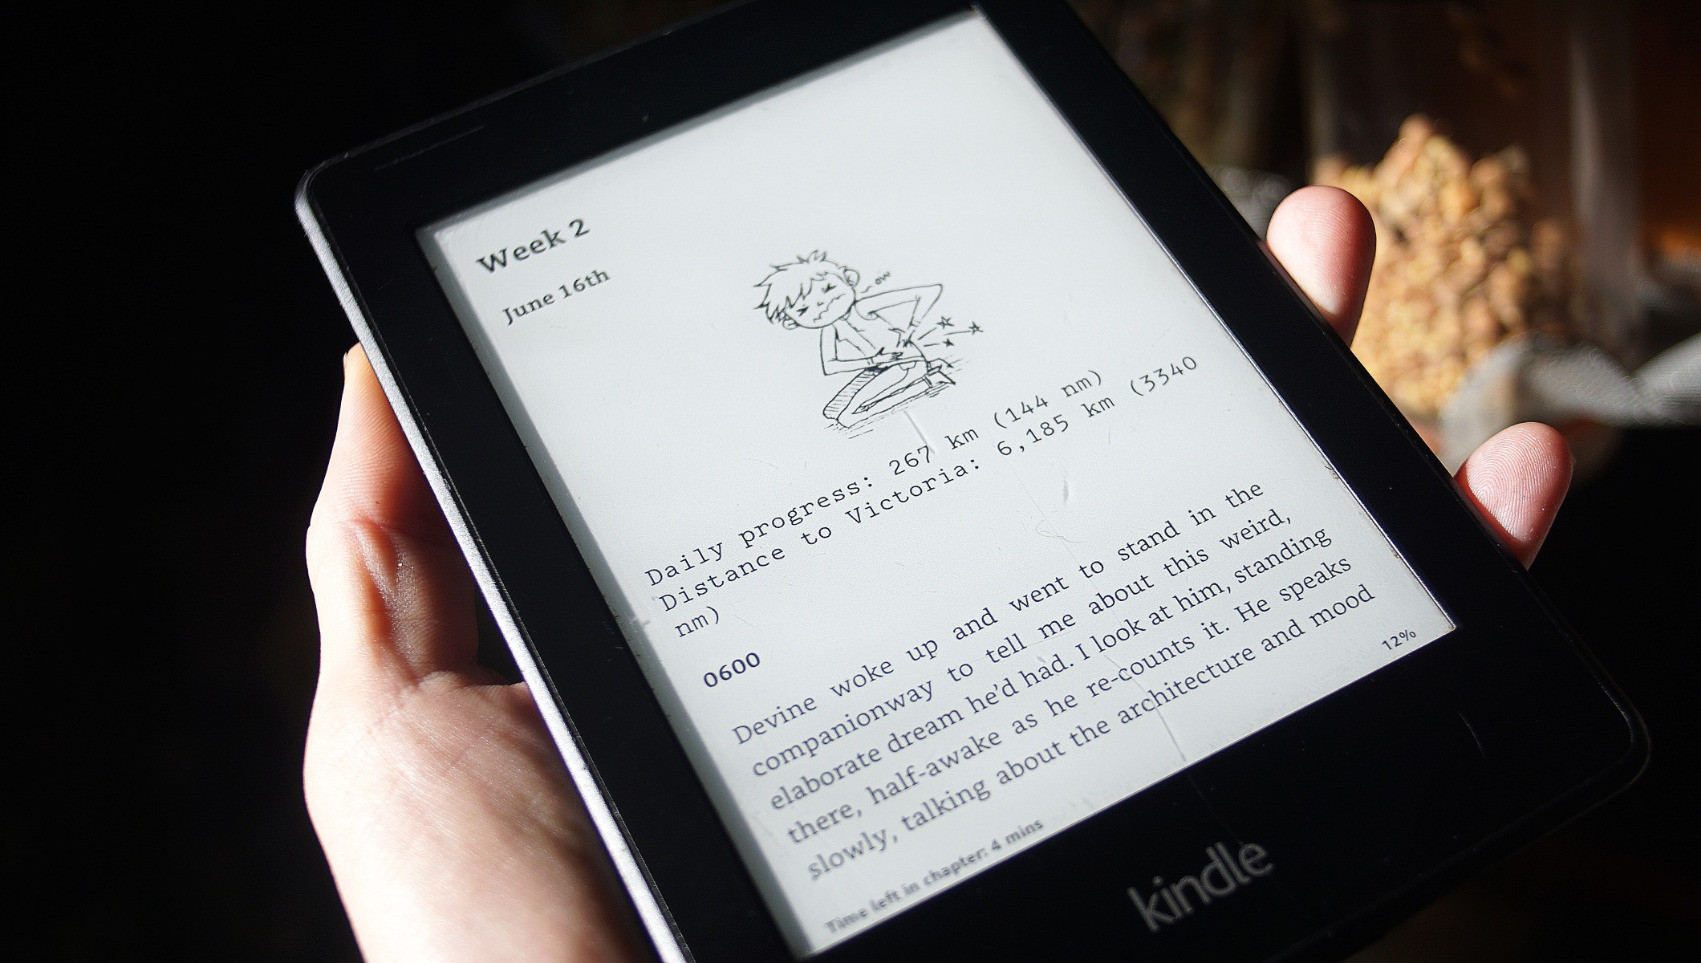 Week 2
June 16th
ow
Daily progress: 267 km (144 nm)
Distance to Victoria: 6,185 km (3340
nm)
0600
Devine woke up and went to stand in the
companionway to tell me about this weird,
elaborate dream he'd had. I look at him, standing
there, half-awake as he re-counts it. He speaks
slowly, talking about the architecture and mood
Time left in chapter: 4 mins
12%
kindle